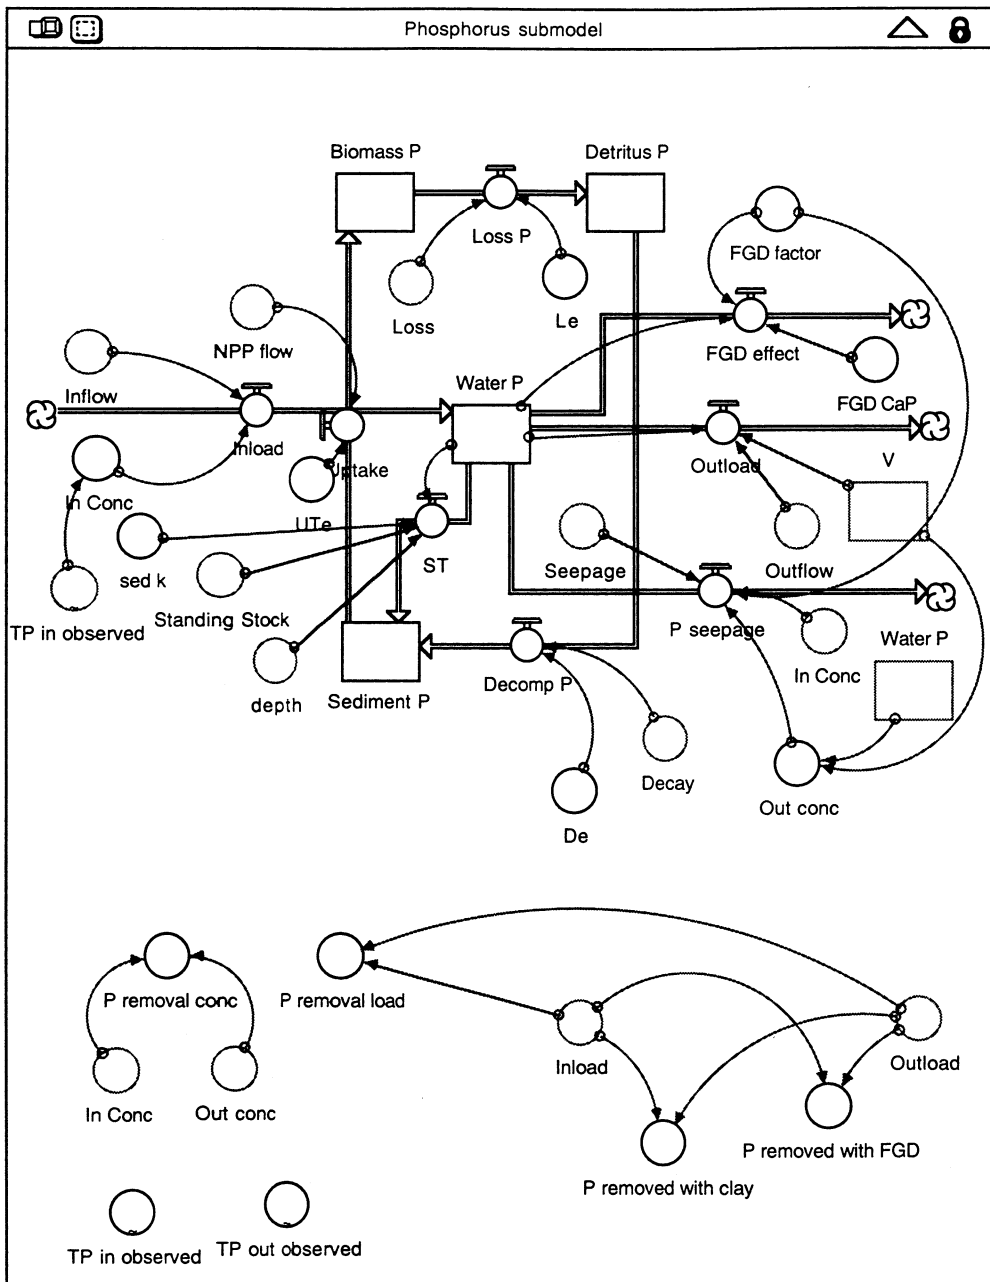 Phosphorus submodel
Biomass P
Detritus P
Loss P
FGD factor
Loss
Le
NPP flow
FGD effect
Inflow
Water P
FGD CaP
Inload
Uptake
Outload
V
In Conc
UTe
ST
Seepage
Outflow
sed k
Standing Stock
TP in observed
P seepage
Water P
In Conc
depth
Sediment P
Decomp P
Decay
Out conc
De
P removal conc
P removal load
Inload
Outload
In Conc
Out conc
P removed with FGD
P removed with clay
TP in observed
TP out observed